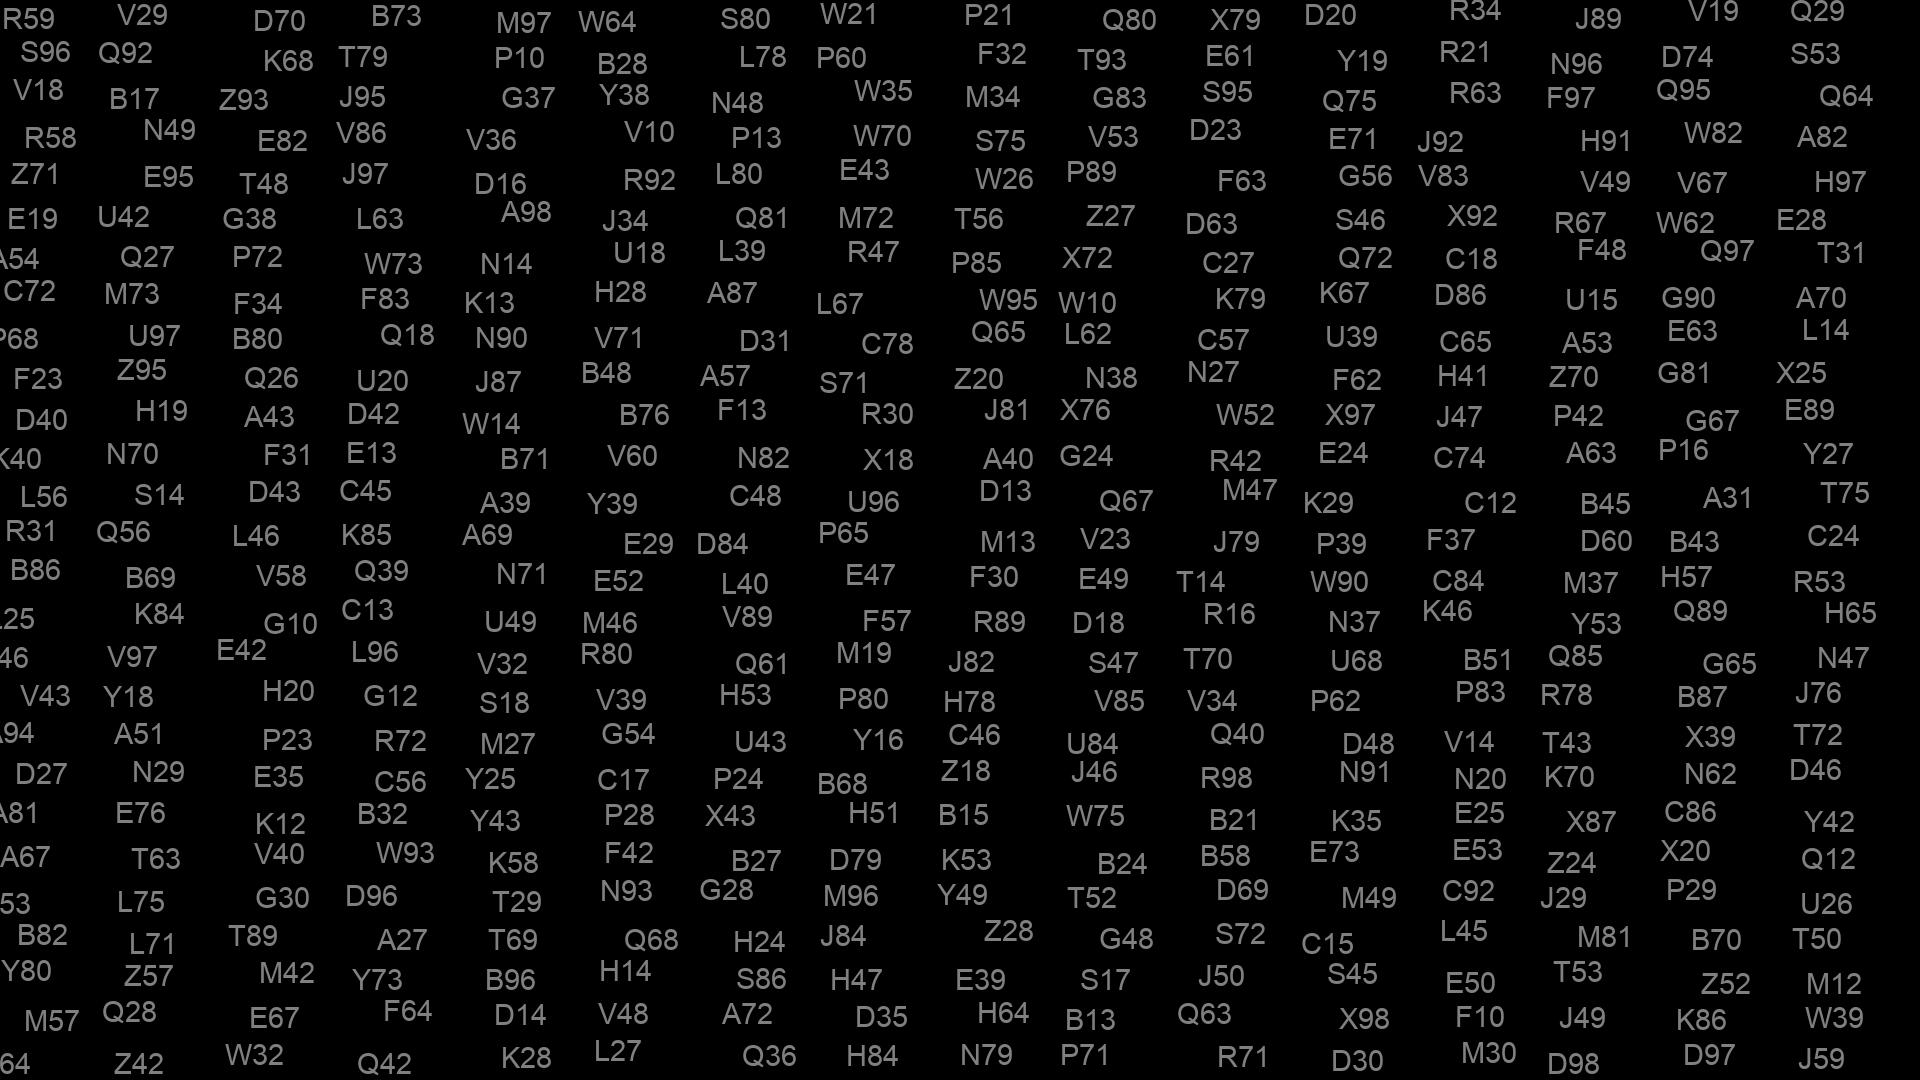 R59 V29 D70 B73 M97 W64 S80 W21 P21 Q80 X79 D20 R34 J89 V19 Q29
S96 Q92 K68 T79 P10 B28 L78 P60 F32 T93 E61 Y19 R21 N96 D74 S53
V18 B17 Z93 J95 G37 Y38 N48 W35 M34 G83 S95 Q75 R63 F97 Q95 Q64
R58 N49 E82 V86 V36 V10 P13 W70 S75 V53 D23 E71 J92 H91 W82 A82
Z71 E95 T48 J97 D16 R92 L80 E43 W26 P89 F63 G56 V83 V49 V67 H97
E19 U42 G38 L63 A98 J34 Q81 M72 T56 Z27 D63 S46 X92 R67 W62 E28
A54 Q27 P72 W73 N14 U18 L39 R47 P85 X72 C27 Q72 C18 F48 Q97 T31
C72 M73 F34 F83 K13 H28 A87 L67 W95 W10 K79 K67 D86 U15 G90 A70
P68 U97 B80 Q18 N90 V71 D31 C78 Q65 L62 C57 U39 C65 A53 E63 L14
F23 Z95 Q26 U20 J87 B48 A57 S71 Z20 N38 N27 F62 H41 Z70 G81 X25
D40 H19 A43 D42 W14 B76 F13 R30 J81 X76 W52 X97 J47 P42 G67 E89
K40 N70 F31 E13 B71 V60 N82 X18 A40 G24 R42 E24 C74 A63 P16 Y27
L56 S14 D43 C45 A39 Y39 C48 U96 D13 Q67 M47 K29 C12 B45 A31 T75
R31 Q56 L46 K85 A69 E29 D84 P65 M13 V23 J79 P39 F37 D60 B43 C24
B86 B69 V58 Q39 N71 E52 L40 E47 F30 E49 T14 W90 C84 M37 H57 R53
25 K84 G10 C13 U49 M46 V89 F57 R89 D18 R16 N37 K46 Y53 Q89 H65
46 V97 E42 L96 V32 R80 Q61 M19 J82 S47 T70 U68 B51 Q85 G65 N47
V43 Y18 H20 G12 S18 V39 H53 P80 H78 V85 V34 P62 P83 R78 B87 J76
94 A51 P23 R72 M27 G54 U43 Y16 C46 U84 Q40 D48 V14 T43 X39 T72
D27 N29 E35 C56 Y25 C17 P24 B68 Z18 J46 R98 N91 N20 K70 N62 D46
A81 E76 K12 B32 Y43 P28 X43 H51 B15 W75 B21 K35 E25 X87 C86 Y42
A67 T63 V40 W93 K58 F42 B27 D79 K53 B24 B58 E73 E53 Z24 X20 Q12
53 L75 G30 D96 T29 N93 G28 M96 Y49 T52 D69 M49 C92 J29 P29 U26
B82 L71 T89 A27 T69 Q68 H24 J84 Z28 G48 S72 C15 L45 M81 B70 T50
Y80 Z57 M42 Y73 B96 H14 S86 H47 E39 S17 J50 S45 E50 T53 Z52 M12
M57 Q28 E67 F64 D14 V48 A72 D35 H64 B13 Q63 X98 F10 J49 K86 W39
64 Z42 W32 Q42 K28 L27 Q36 H84 N79 P71 R71 D30 M30 D98 D97 J59